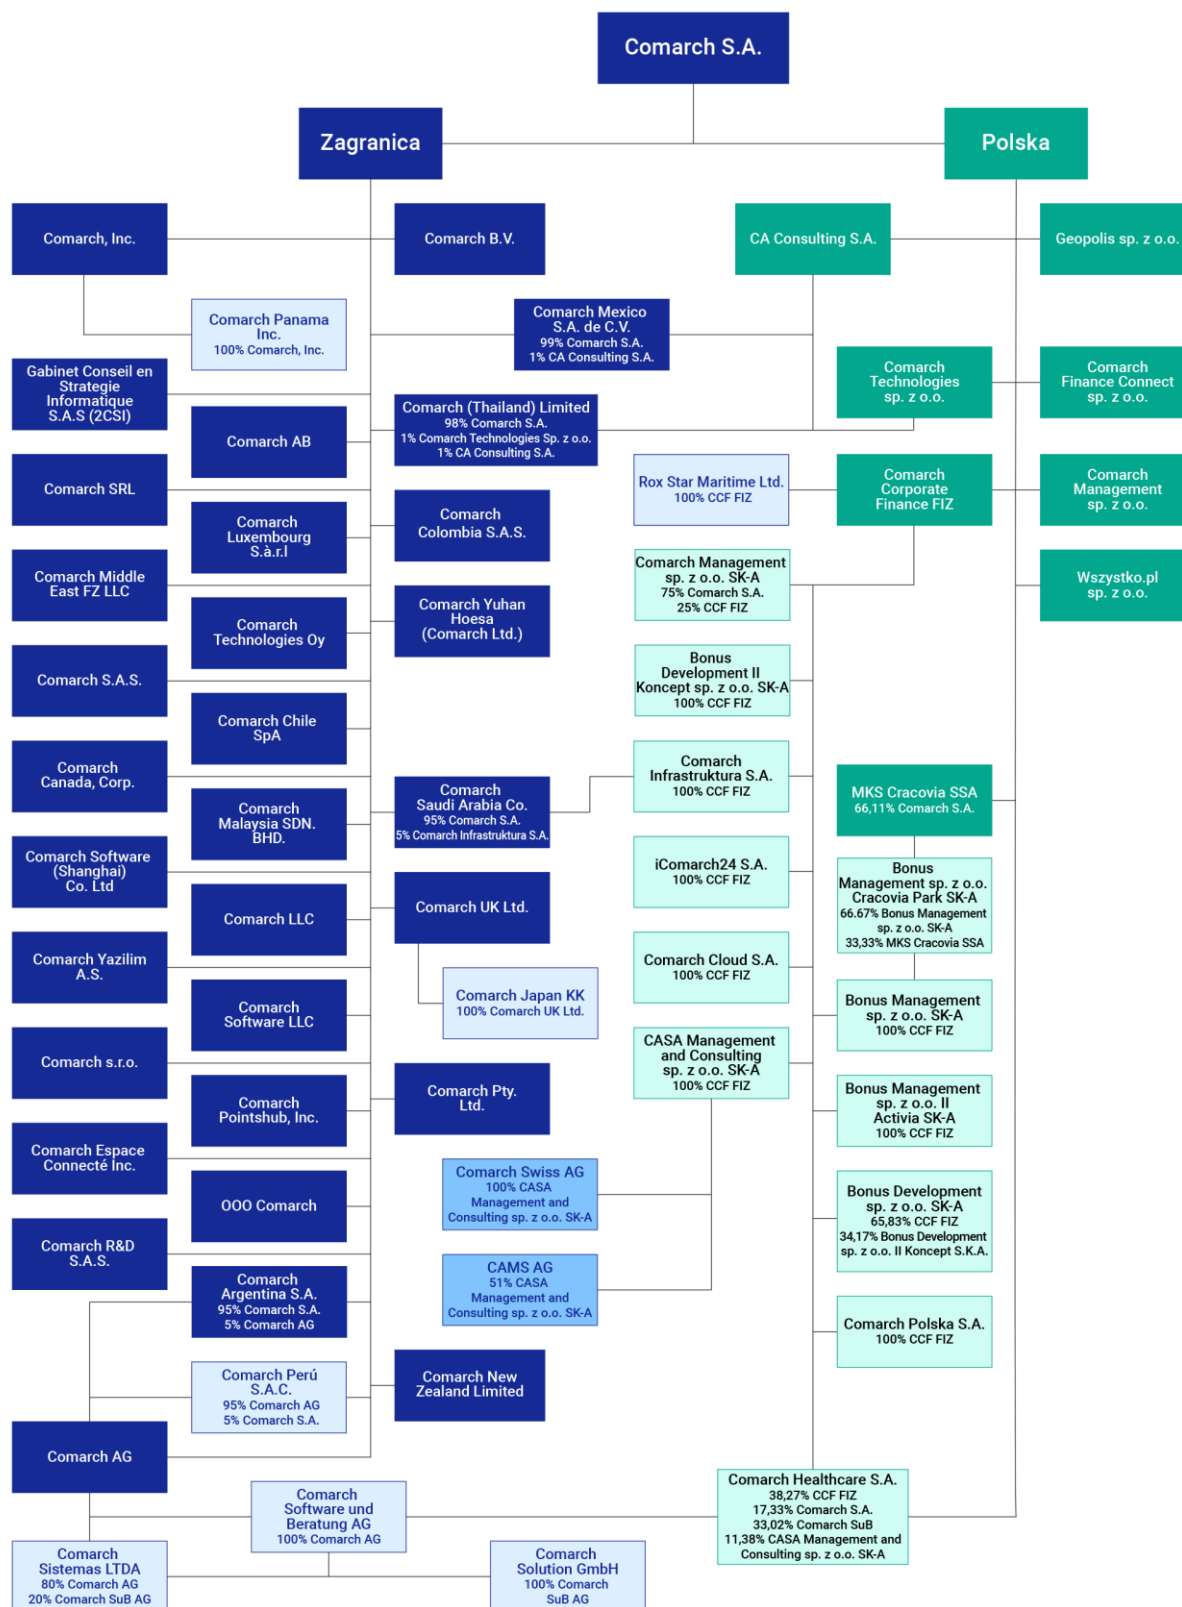 Comarch S.A.
Zagranica
Polska
Comarch, Inc.
Comarch B.V.
CA Consulting S.A.
Geopolis sp. z o.o.
Comarch Panama
Inc.
100% Comarch, Inc.
Comarch Mexico
S.A. de C.V.
99% Comarch S.A.
1% CA Consulting S.A.
Gabinet Conseil en
Strategie
Informatique
S.A.S (2CSI)
Comarch
Technologies
sp. z o.o.
Comarch
Finance Connect
sp. z o.o.
Comarch AB
Comarch (Thailand) Limited
98% Comarch S.A.
1% Comarch Technologies Sp. z o.o.
1% CA Consulting S.A.
Comarch SRL
Rox Star Maritime Ltd.
100% CCF FIZ
Comarch
Corporate
Finance FIZ
Comarch
Management
sp. z o.o.
Comarch
Luxembourg
S.à.r.l
Comarch
Colombia S.A.S.
Comarch Middle
East FZ LLC
Comarch Management
sp. z o.o. SK-A
75% Comarch S.A.
25% CCF FIZ
Wszystko.pl
sp. z o.o.
Comarch
Technologies Oy
Comarch Yuhan
Hoesa
(Comarch Ltd.)
Comarch S.A.S.
Bonus
Development II
Koncept sp. z o.o. SK-A
100% CCF FIZ
Comarch Chile
SpA
Comarch
Canada, Corp.
Comarch
Infrastruktura S.A.
100% CCF FIZ
Comarch
Malaysia SDN.
BHD.
Comarch
Saudi Arabia Co.
95% Comarch S.A.
5% Comarch Infrastruktura S.A.
MKS Cracovia SSA
66,11% Comarch S.A.
Comarch Software
(Shanghai)
Co. Ltd
iComarch24 S.A.
100% CCF FIZ
Bonus
Management sp. z o.o.
Cracovia Park SK-A
66.67% Bonus Management
sp. z o.o. SK-A
33,33% MKS Cracovia SSA
Comarch LLC
Comarch UK Ltd.
Comarch Yazilim
A.S.
Comarch Cloud S.A.
100% CCF FIZ
Comarch
Software LLC
Comarch Japan KK
100% Comarch UK Ltd.
Bonus Management
sp. z o.o. SK-A
100% CCF FIZ
Comarch s.r.o.
CASA Management
and Consulting
sp. z o.o. SK-A
100% CCF FIZ
Comarch
Pointshub, Inc.
Comarch Pty.
Ltd.
Bonus Management
sp. z o.o. II
Activia SK-A
100% CCF FIZ
Comarch Espace
Connecté Inc.
Comarch Swiss AG
100% CASA
Management and
Consulting sp. z o.o. SK-A
OOO Comarch
Bonus Development
sp. z o.o. SK-A
65,83% CCF FIZ
34,17% Bonus Development
sp. z o.o. II Koncept S.K.A.
Comarch R&D
S.A.S.
CAMS AG
51% CASA
Management and
Consulting sp. z o.o. SK-A
Comarch
Argentina S.A.
95% Comarch S.A.
5% Comarch AG
Comarch Polska S.A.
100% CCF FIZ
Comarch Perú
S.A.C.
95% Comarch AG
5% Comarch S.A.
Comarch New
Zealand Limited
Comarch AG
Comarch
Software und
Beratung AG
100% Comarch AG
Comarch Healthcare S.A.
38,27% CCF FIZ
17,33% Comarch S.A.
33,02% Comarch SuB
11,38% CASA Management and
Consulting sp. z o.o. SK-A
Comarch
Sistemas LTDA
80% Comarch AG
20% Comarch SuB AG
Comarch
Solution GmbH
100% Comarch
SuB AG